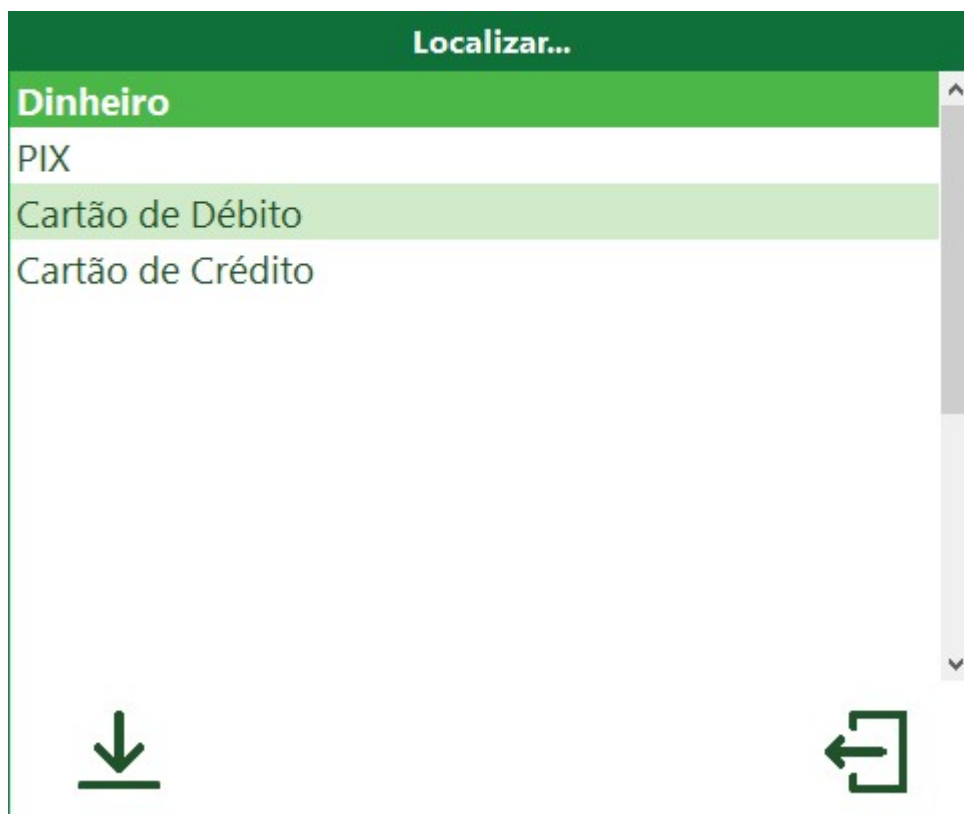 Localizar...
Dinheiro
PIX
Cartão de Débito
Cartão de Crédito